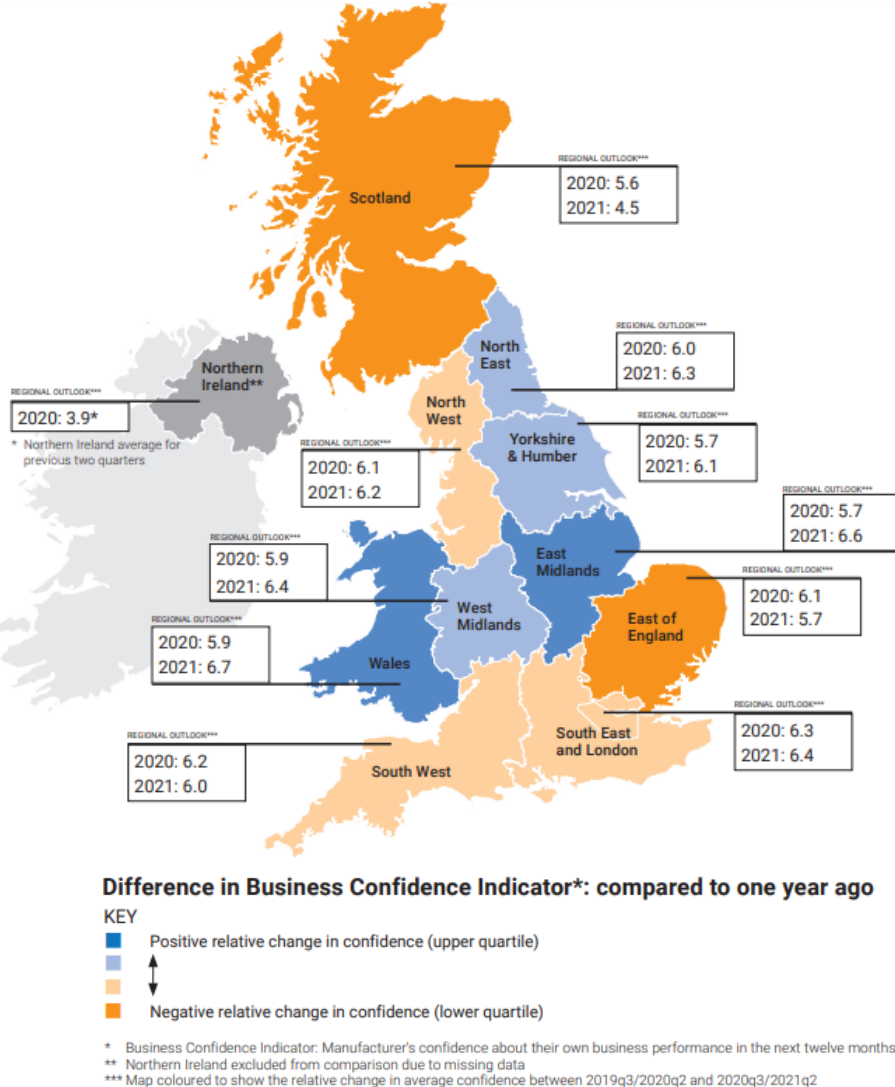 REGIONAL OUTLOOK***
2020: 5.6
2021: 4.5
Scotland
REGIONAL OUTLOOK***
2020: 6.0
2021: 6.3
North
East
Northern
Ireland**
REGIONAL OUTLOOK***
2020: 3.9*
* Northern Ireland average for
previous two quarters
North
West
REGIONAL OUTLOOK***
2020: 6.1
2021: 6.2
REGIONAL OUTLOOK***
2020: 5.7
2021: 6.1
Yorkshire
& Humber
REGIONAL OUTLOOK***
2020: 5.7
2021: 6.6
East
Midlands
REGIONAL OUTLOOK***
2020: 5.9
2021: 6.4
West
Midlands
REGIONAL OUTLOOK***
2020: 6.1
2021: 5.7
East of
England
REGIONAL OUTLOOK***
2020: 5.9
2021: 6.7
Wales
REGIONAL OUTLOOK***
2020: 6.3
2021: 6.4
South East
and London
REGIONAL OUTLOOK***
2020: 6.2
2021: 6.0
South West
Difference in Business Confidence Indicator*: compared to one year ago
KEY
Positive relative change in confidence (upper quartile)
Negative relative change in confidence (lower quartile)
* Business Confidence Indicator: Manufacturer's confidence about their own business performance in the next twelve months
** Northern Ireland excluded from comparison due to missing data
*** Map coloured to show the relative change in average confidence between 2019q3/2020q2 and 2020q3/2021q2